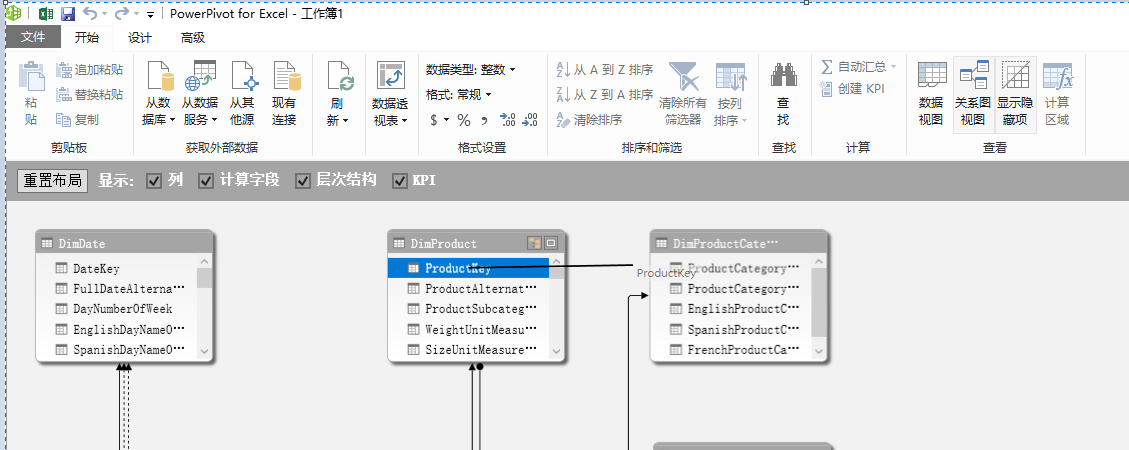 PowerPivot for Excel - 工作簿1
文件 开始 设计 高级
粘贴 追加粘贴 替换粘贴 复制
剪贴板
从数据库 从数据服务 从其他源 现有连接
获取外部数据
刷新
数据透视表
数据类型: 整数
格式: 常规
$ % , .00 .00
格式设置
从 A 到 Z 排序
从 Z 到 A 排序
清除排序
清除所有筛选器 按列排序
排序和筛选
查找
查找
Σ 自动汇总
创建 KPI
计算
数据视图 关系图视图 显示隐藏项 计算区域
查看
重置布局 显示: 列 计算字段 层次结构 KPI
DimDate
DateKey
FullDateAlterna···
DayNumberOfWeek
EnglishDayNameO···
SpanishDayNameO···
DimProduct
ProductKey
ProductAlternat···
ProductSubcateg···
WeightUnitMeasu···
SizeUnitMeasure···
ProductKey
DimProductCate···
ProductCategory···
ProductCategory···
EnglishProductC···
SpanishProductC···
FrenchProductCa···